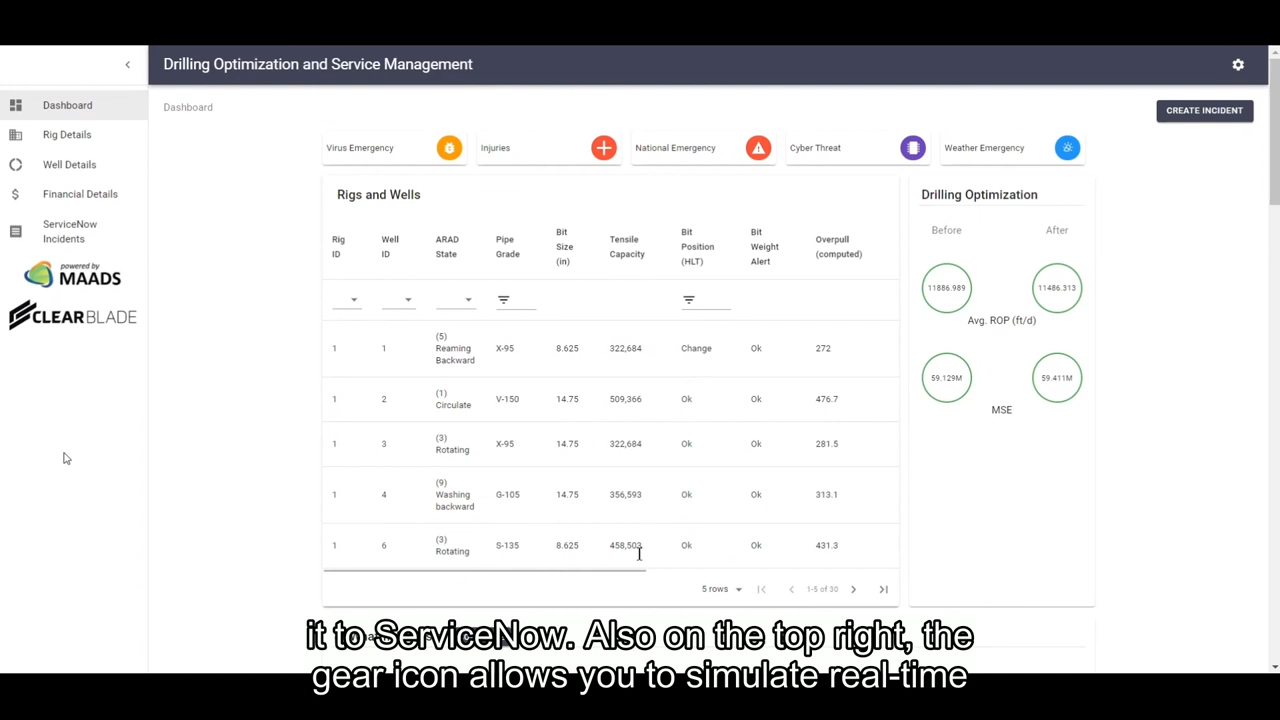 Drilling Optimization and Service Management
Dashboard
Rig Details
Well Details
Financial Details
ServiceNow
Incidents
powered by
MAADS
CLEARBLADE
Dashboard
CREATE INCIDENT
Virus Emergency
Injuries
National Emergency
Cyber Threat
Weather Emergency
Rigs and Wells
Rig ID Well ID ARAD State Pipe Grade Bit Size (in) Tensile Capacity Bit Position (HLT) Bit Weight Alert Overpull (computed)
1 1 (5) Reaming Backward X-95 8.625 322,684 Change Ok 272
1 2 (1) Circulate V-150 14.75 509,366 Ok Ok 476.7
1 3 (3) Rotating X-95 14.75 322,684 Ok Ok 281.5
1 4 (9) Washing backward G-105 14.75 356,593 Ok Ok 313.1
1 6 (3) Rotating S-135 8.625 458,503 Ok Ok 431.3
5 rows 1-5 of 30
Drilling Optimization
Before After
11886.989 11486.313
Avg. ROP (ft/d)
59.129M 59.411M
MSE
it to ServiceNow. Also on the top right, the
gear icon allows you to simulate real-time